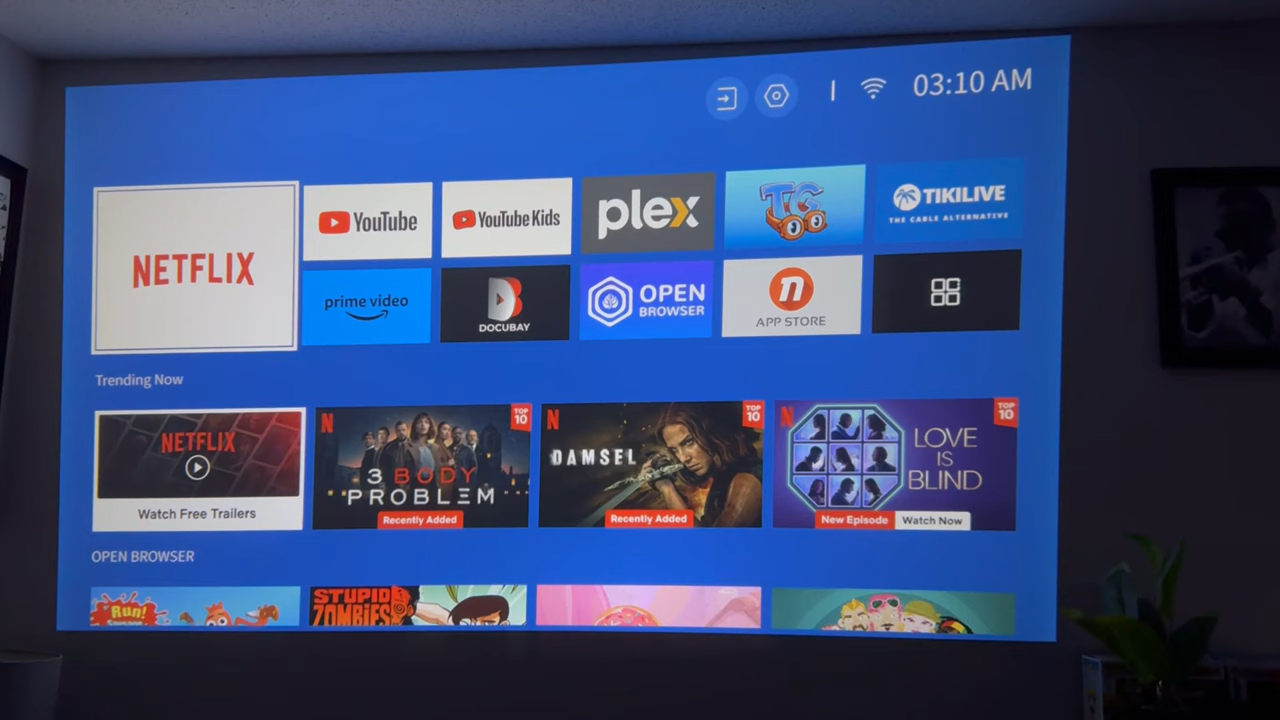 03:10 AM
NETFLIX
YouTube
YouTube Kids
plex
TG
TIKILIVE
THE CABLE ALTERNATIVE
prime video
DOCUBAY
OPEN
BROWSER
n
APP STORE
Trending Now
NETFLIX
Watch Free Trailers
N
TOP
10
3 BODY
PROBLEM
Recently Added
N
TOP
10
DAMSEL
Recently Added
N
TOP
10
LOVE
IS
BLIND
New Episode
Watch Now
OPEN BROWSER
Run!
STUPID
ZOMBIES